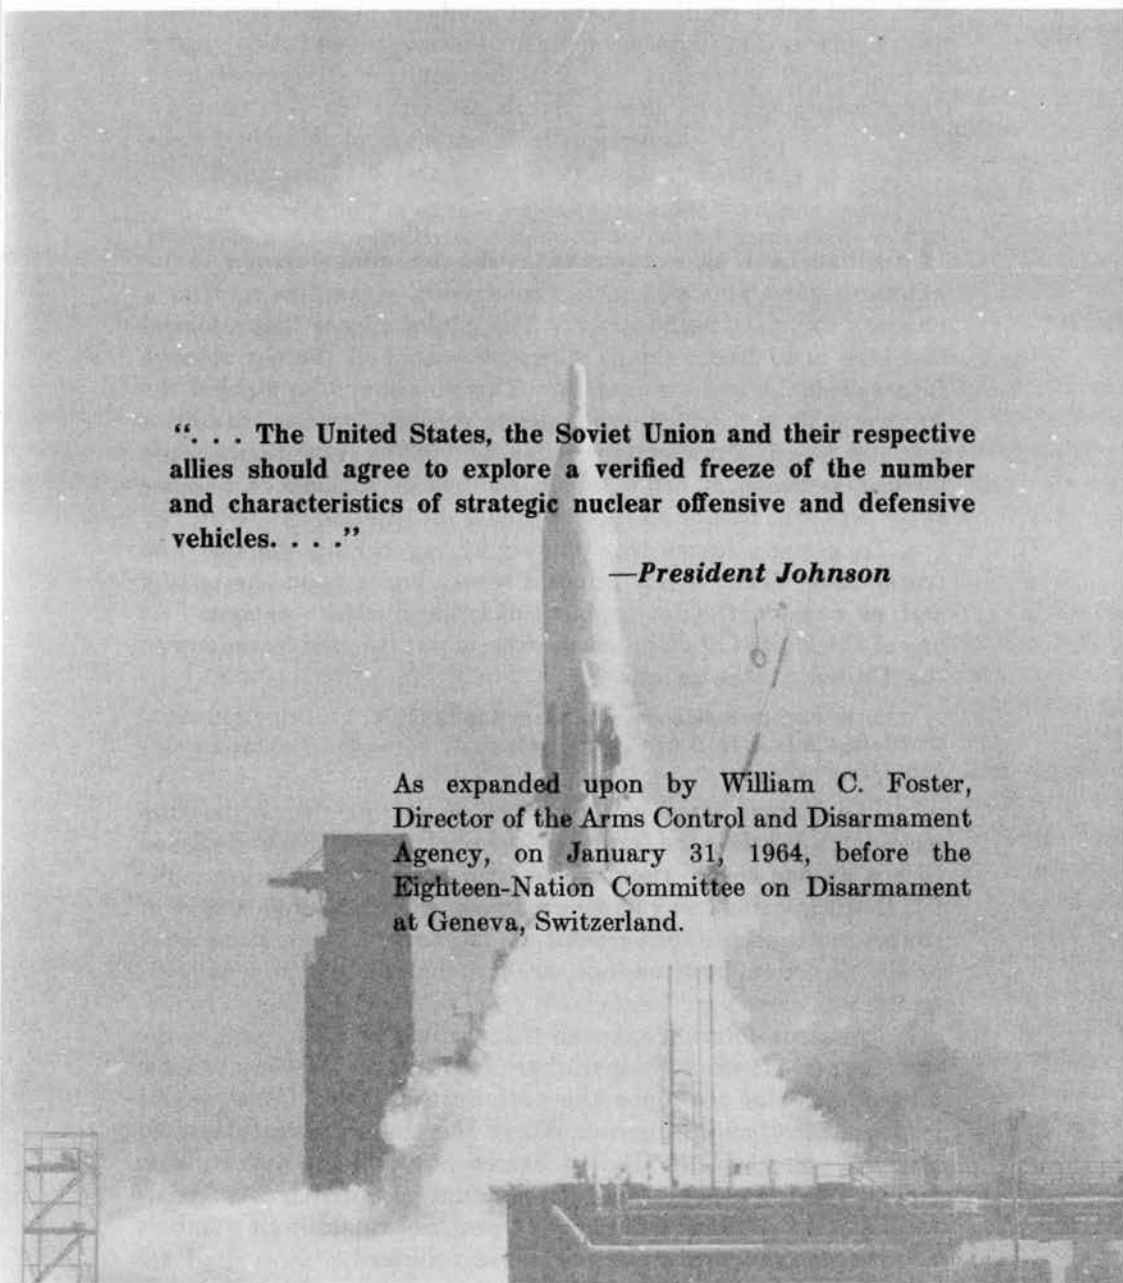 “. . . The United States, the Soviet Union and their respective
allies should agree to explore a verified freeze of the number
and characteristics of strategic nuclear offensive and defensive
vehicles. . . .”
—President Johnson
As expanded upon by William C. Foster,
Director of the Arms Control and Disarmament
Agency, on January 31, 1964, before the
Eighteen-Nation Committee on Disarmament
at Geneva, Switzerland.